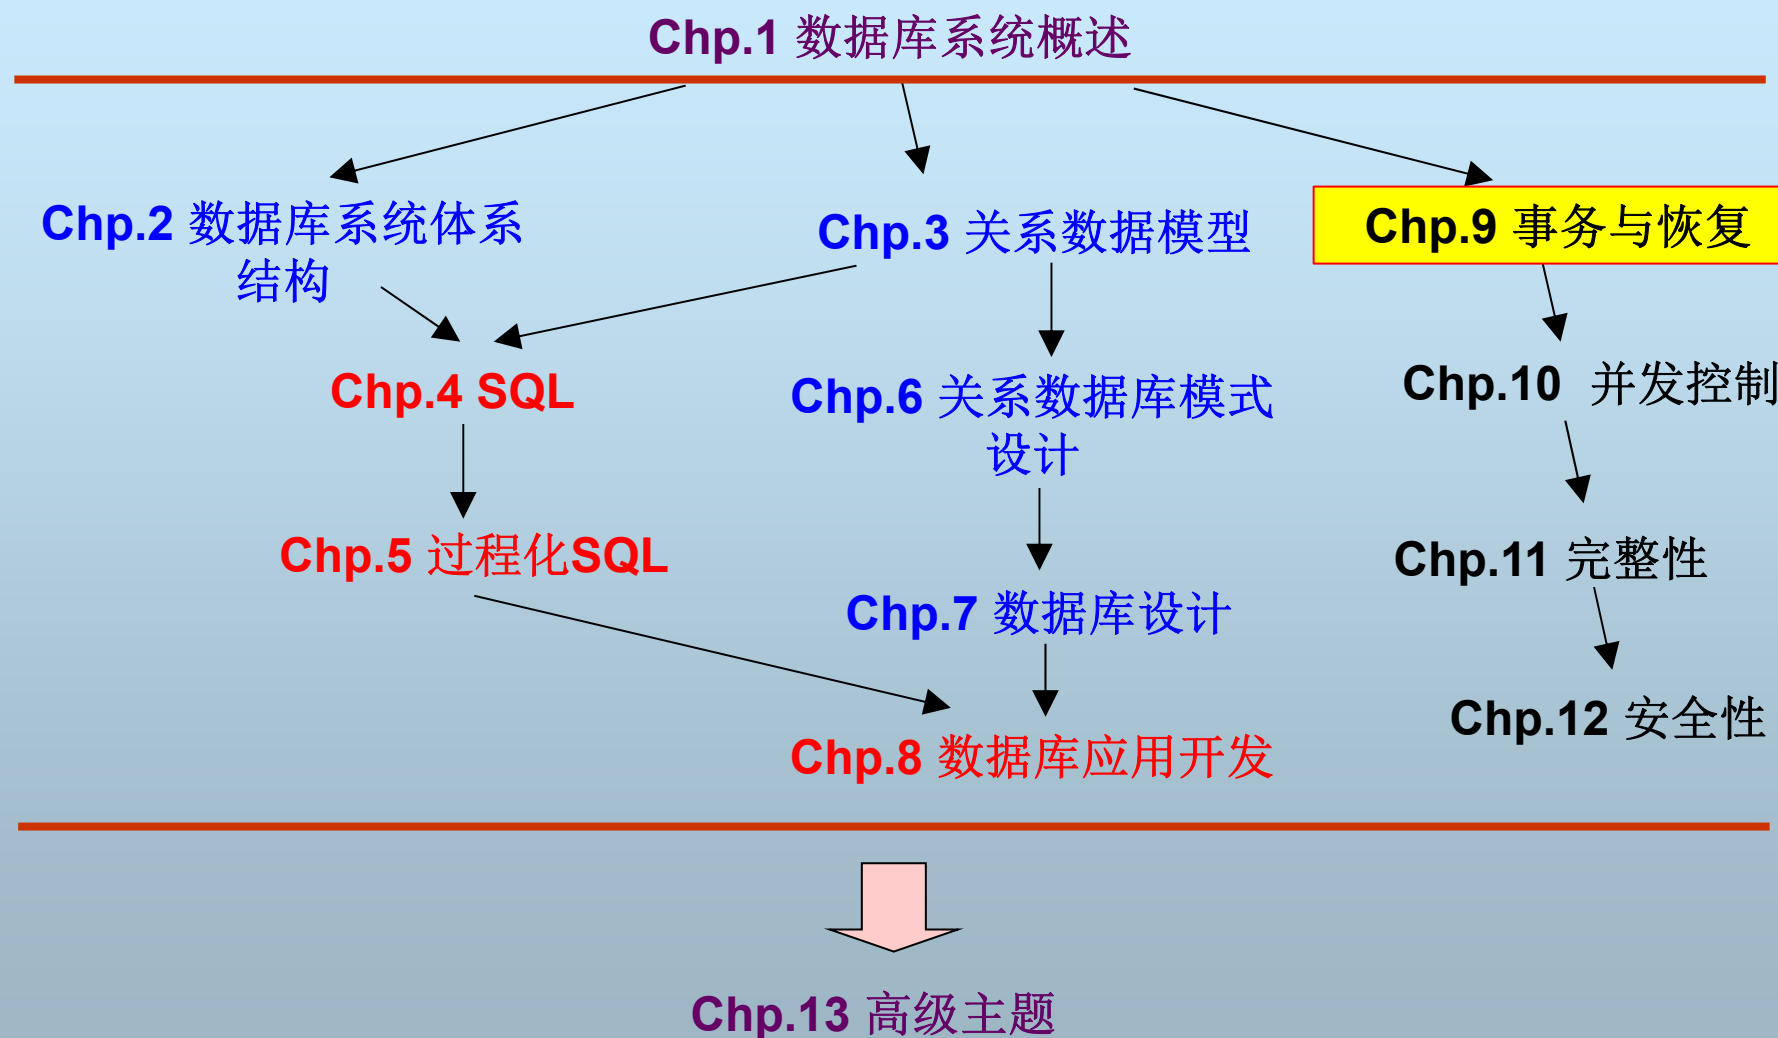 Chp.1 数据库系统概述
Chp.2 数据库系统体系
结构
Chp.3 关系数据模型
Chp.9 事务与恢复
Chp.4 SQL
Chp.6 关系数据库模式
设计
Chp.10 并发控制
Chp.5 过程化SQL
Chp.11 完整性
Chp.7 数据库设计
Chp.12 安全性
Chp.8 数据库应用开发
Chp.13 高级主题